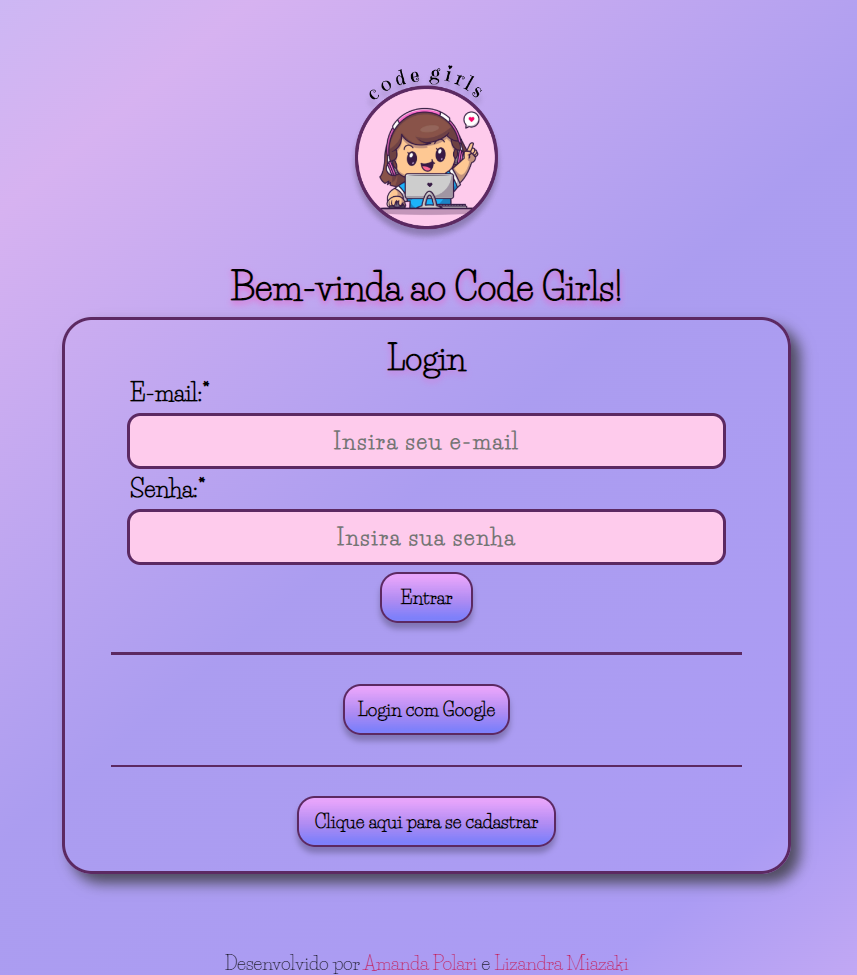 code girls
Bem-vinda ao Code Girls!
Login
E-mail:*
Insira seu e-mail
Senha:*
Insira sua senha
Entrar
Login com Google
Clique aqui para se cadastrar
Desenvolvido por Amanda Polari e Lizandra Miazaki